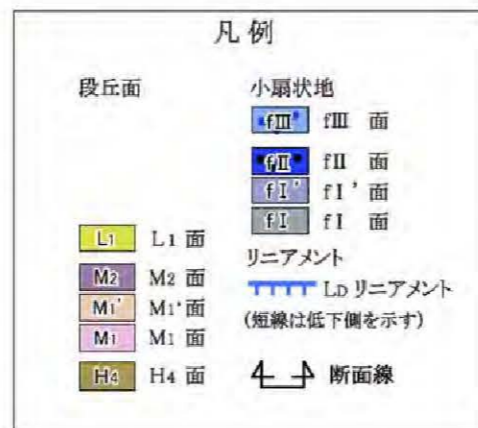 凡例
段丘面
L1 L1 面
M2 M2 面
M1' M1' 面
M1 M1 面
H4 H4 面
小扇状地
fⅢ fⅢ 面
fⅡ fⅡ 面
fⅠ' fⅠ' 面
fⅠ fⅠ 面
リニアメント
LD リニアメント
(短線は低下側を示す)
断面線